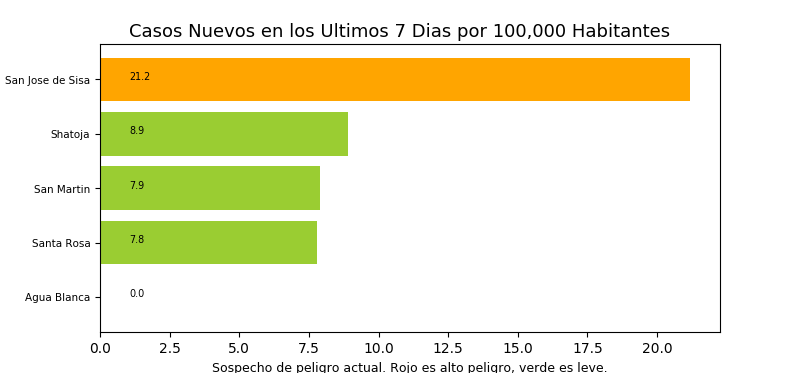 Casos Nuevos en los Ultimos 7 Dias por 100,000 Habitantes
San Jose de Sisa 21.2
Shatoja 8.9
San Martin 7.9
Santa Rosa 7.8
Agua Blanca 0.0
0.0 2.5 5.0 7.5 10.0 12.5 15.0 17.5 20.0
Sospecho de peligro actual. Rojo es alto peligro, verde es leve.